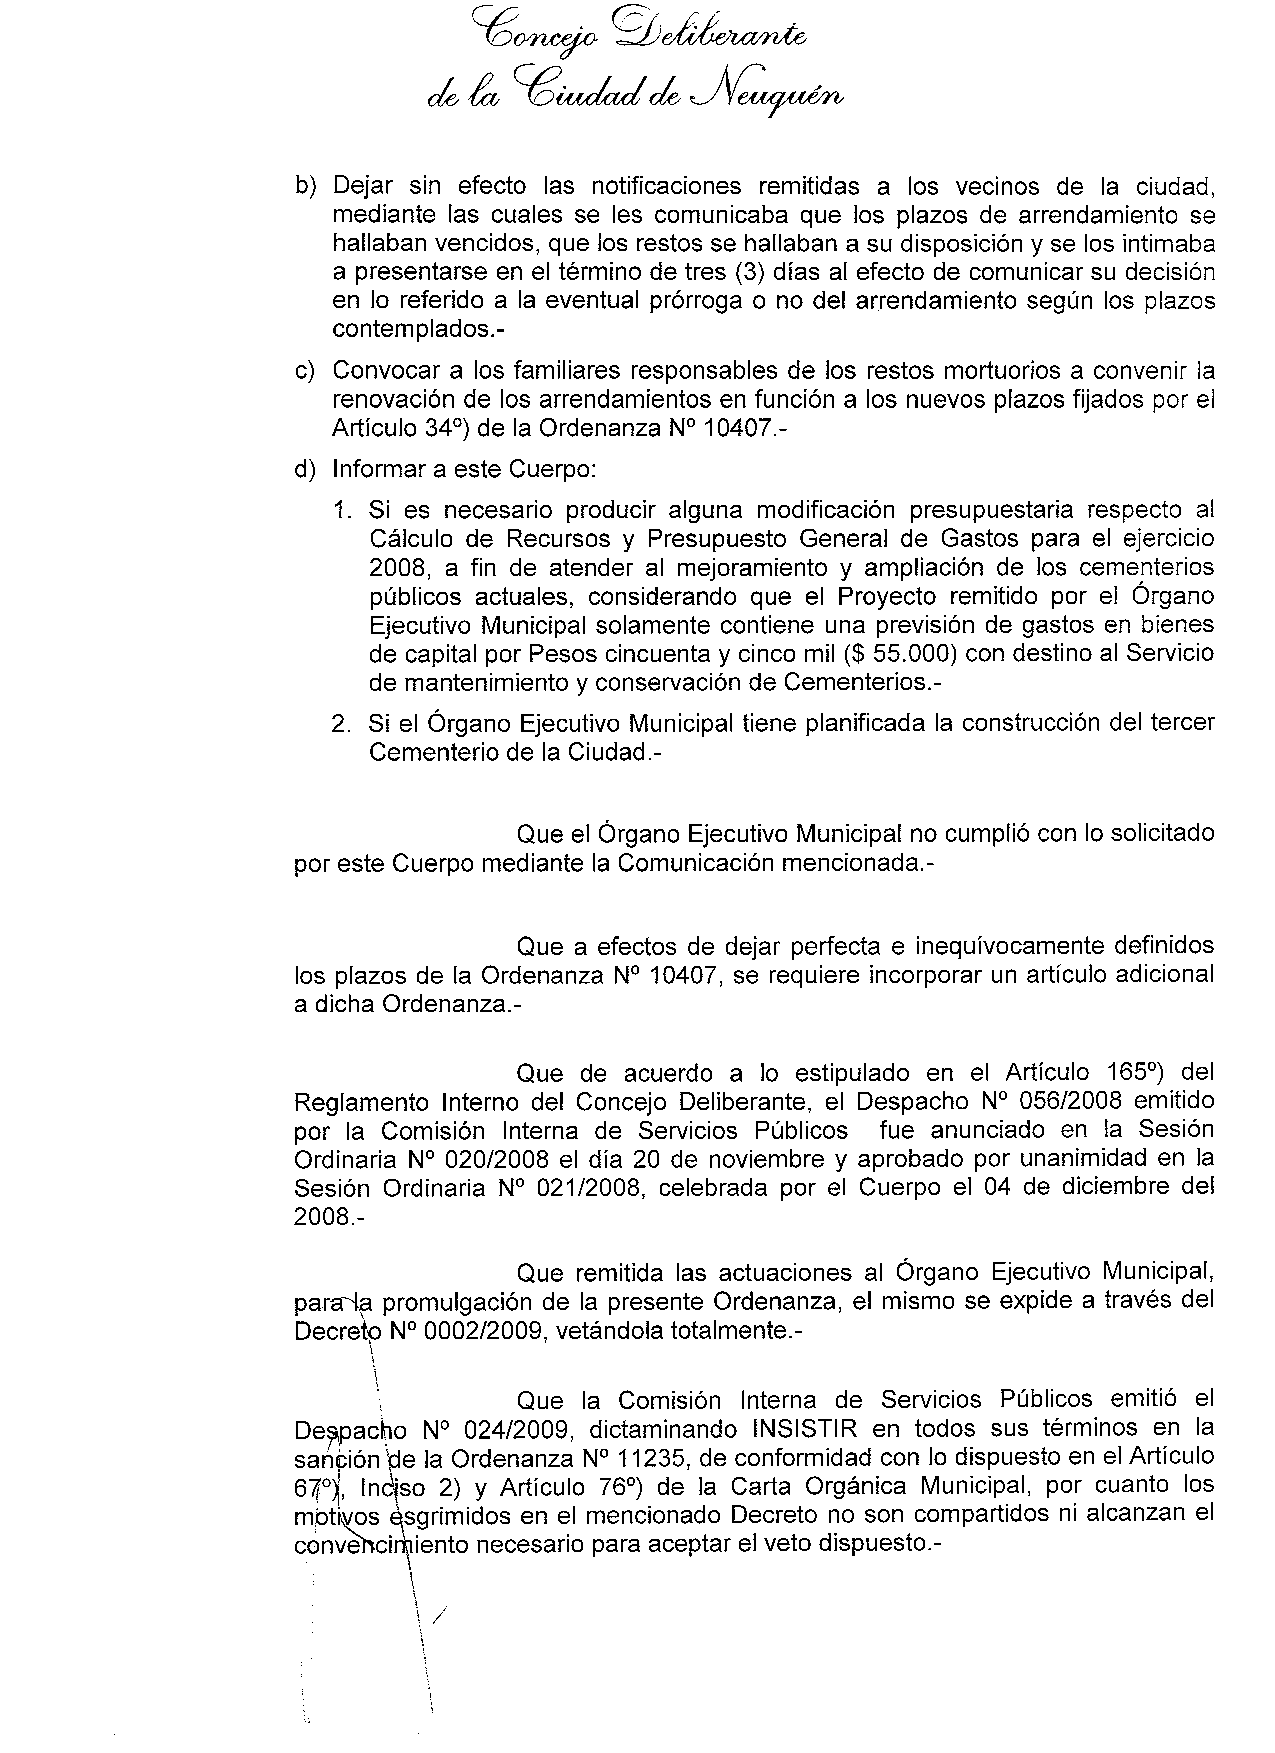 Concejo Deliberante
de la Ciudad de Neuquén
b) Dejar sin efecto las notificaciones remitidas a los vecinos de la ciudad,
mediante las cuales se les comunicaba que los plazos de arrendamiento se
hallaban vencidos, que los restos se hallaban a su disposición y se los intimaba
a presentarse en el término de tres (3) días al efecto de comunicar su decisión
en lo referido a la eventual prórroga o no del arrendamiento según los plazos
contemplados.-
c) Convocar a los familiares responsables de los restos mortuorios a convenir la
renovación de los arrendamientos en función a los nuevos plazos fijados por el
Artículo 34º) de la Ordenanza Nº 10407.-
d) Informar a este Cuerpo:
1. Si es necesario producir alguna modificación presupuestaria respecto al
Cálculo de Recursos y Presupuesto General de Gastos para el ejercicio
2008, a fin de atender al mejoramiento y ampliación de los cementerios
públicos actuales, considerando que el Proyecto remitido por el Órgano
Ejecutivo Municipal solamente contiene una previsión de gastos en bienes
de capital por Pesos cincuenta y cinco mil ($ 55.000) con destino al Servicio
de mantenimiento y conservación de Cementerios.-
2. Si el Órgano Ejecutivo Municipal tiene planificada la construcción del tercer
Cementerio de la Ciudad.-
Que el Órgano Ejecutivo Municipal no cumplió con lo solicitado
por este Cuerpo mediante la Comunicación mencionada.-
Que a efectos de dejar perfecta e inequívocamente definidos
los plazos de la Ordenanza Nº 10407, se requiere incorporar un artículo adicional
a dicha Ordenanza.-
Que de acuerdo a lo estipulado en el Artículo 165º) del
Reglamento Interno del Concejo Deliberante, el Despacho Nº 056/2008 emitido
por la Comisión Interna de Servicios Públicos fue anunciado en la Sesión
Ordinaria Nº 020/2008 el día 20 de noviembre y aprobado por unanimidad en la
Sesión Ordinaria Nº 021/2008, celebrada por el Cuerpo el 04 de diciembre del
2008.-
Que remitida las actuaciones al Órgano Ejecutivo Municipal,
para la promulgación de la presente Ordenanza, el mismo se expide a través del
Decreto Nº 0002/2009, vetándola totalmente.-
Que la Comisión Interna de Servicios Públicos emitió el
Despacho Nº 024/2009, dictaminando INSISTIR en todos sus términos en la
sanción de la Ordenanza Nº 11235, de conformidad con lo dispuesto en el Artículo
67º), Inciso 2) y Artículo 76º) de la Carta Orgánica Municipal, por cuanto los
motivos esgrimidos en el mencionado Decreto no son compartidos ni alcanzan el
convencimiento necesario para aceptar el veto dispuesto.-